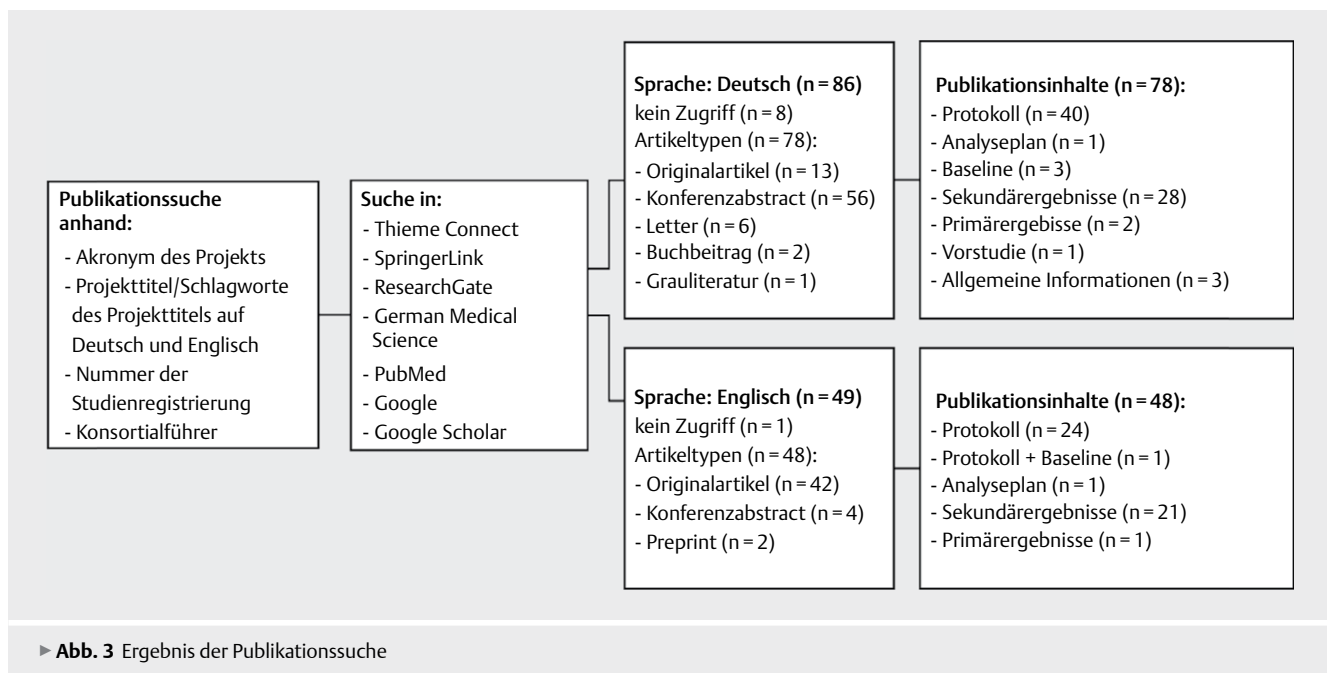 Publikationssuche
anhand:
- Akronym des Projekts
- Projekttitel/Schlagworte
des Projekttitels auf
Deutsch und Englisch
- Nummer der
Studienregistrierung
- Konsortialführer
Suche in:
- Thieme Connect
- SpringerLink
- ResearchGate
- German Medical
Science
- PubMed
- Google
- Google Scholar
Sprache: Deutsch (n = 86)
kein Zugriff (n = 8)
Artikeltypen (n = 78):
- Originalartikel (n = 13)
- Konferenzabstract (n = 56)
- Letter (n = 6)
- Buchbeitrag (n = 2)
- Grauliteratur (n = 1)
Publikationsinhalte (n = 78):
- Protokoll (n = 40)
- Analyseplan (n = 1)
- Baseline (n = 3)
- Sekundärergebnisse (n = 28)
- Primärergebisse (n = 2)
- Vorstudie (n = 1)
- Allgemeine Informationen (n = 3)
Sprache: Englisch (n = 49)
kein Zugriff (n = 1)
Artikeltypen (n = 48):
- Originalartikel (n = 42)
- Konferenzabstract (n = 4)
- Preprint (n = 2)
Publikationsinhalte (n = 48):
- Protokoll (n = 24)
- Protokoll + Baseline (n = 1)
- Analyseplan (n = 1)
- Sekundärergebnisse (n = 21)
- Primärergebnisse (n = 1)
▶ Abb. 3 Ergebnis der Publikationssuche